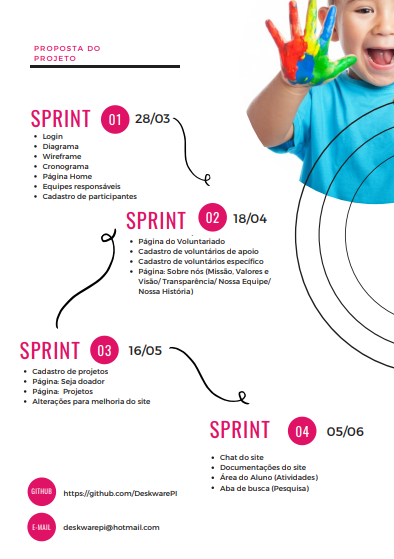 PROPOSTA DO
PROJETO
SPRINT 01 28/03
• Login
• Diagrama
• Wireframe
• Cronograma
• Página Home
• Equipes responsáveis
• Cadastro de participantes
SPRINT 02 18/04
• Página do Voluntariado
• Cadastro de voluntários de apoio
• Cadastro de voluntários específico
• Página: Sobre nós (Missão, Valores e
Visão/ Transparência/ Nossa Equipe/
Nossa História)
SPRINT 03 16/05
• Cadastro de projetos
• Página: Seja doador
• Página: Projetos
• Alterações para melhoria do site
SPRINT 04 05/06
• Chat do site
• Documentações do site
• Área do Aluno (Atividades)
• Aba de busca (Pesquisa)
GITHUB https://github.com/DeskwarePI
E-MAIL deskwarepi@hotmail.com